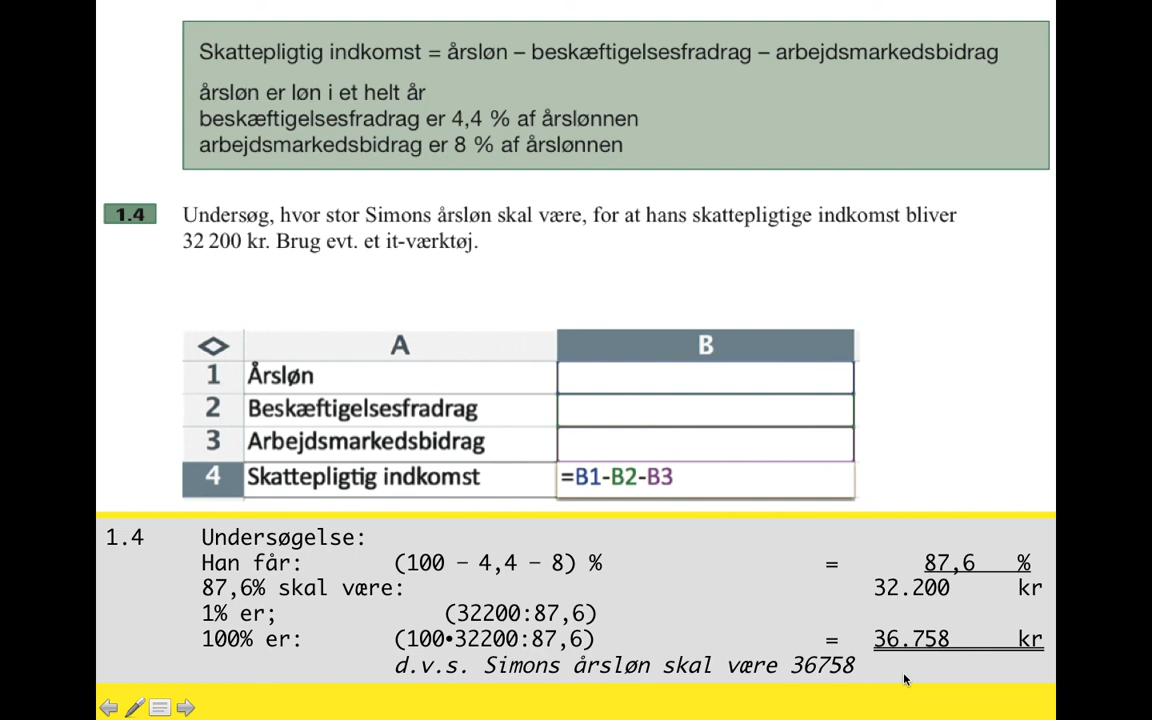 Skattepligtig indkomst = årsløn – beskæftigelsesfradrag – arbejdsmarkedsbidrag
årsløn er løn i et helt år
beskæftigelsesfradrag er 4,4 % af årslønnen
arbejdsmarkedsbidrag er 8 % af årslønnen
1.4 Undersøg, hvor stor Simons årsløn skal være, for at hans skattepligtige indkomst bliver
32 200 kr. Brug evt. et it-værktøj.
A B
1 Årsløn
2 Beskæftigelsesfradrag
3 Arbejdsmarkedsbidrag
4 Skattepligtig indkomst =B1-B2-B3
1.4 Undersøgelse:
Han får: (100 – 4,4 – 8) % = 87,6 %
87,6% skal være: 32.200 kr
1% er; (32200:87,6)
100% er: (100•32200:87,6) = 36.758 kr
d.v.s. Simons årsløn skal være 36758